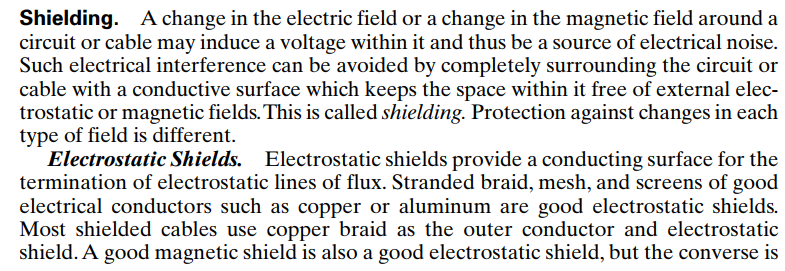 Shielding. A change in the electric field or a change in the magnetic field around a
circuit or cable may induce a voltage within it and thus be a source of electrical noise.
Such electrical interference can be avoided by completely surrounding the circuit or
cable with a conductive surface which keeps the space within it free of external elec-
trostatic or magnetic fields. This is called shielding. Protection against changes in each
type of field is different.
Electrostatic Shields. Electrostatic shields provide a conducting surface for the
termination of electrostatic lines of flux. Stranded braid, mesh, and screens of good
electrical conductors such as copper or aluminum are good electrostatic shields.
Most shielded cables use copper braid as the outer conductor and electrostatic
shield. A good magnetic shield is also a good electrostatic shield, but the converse is